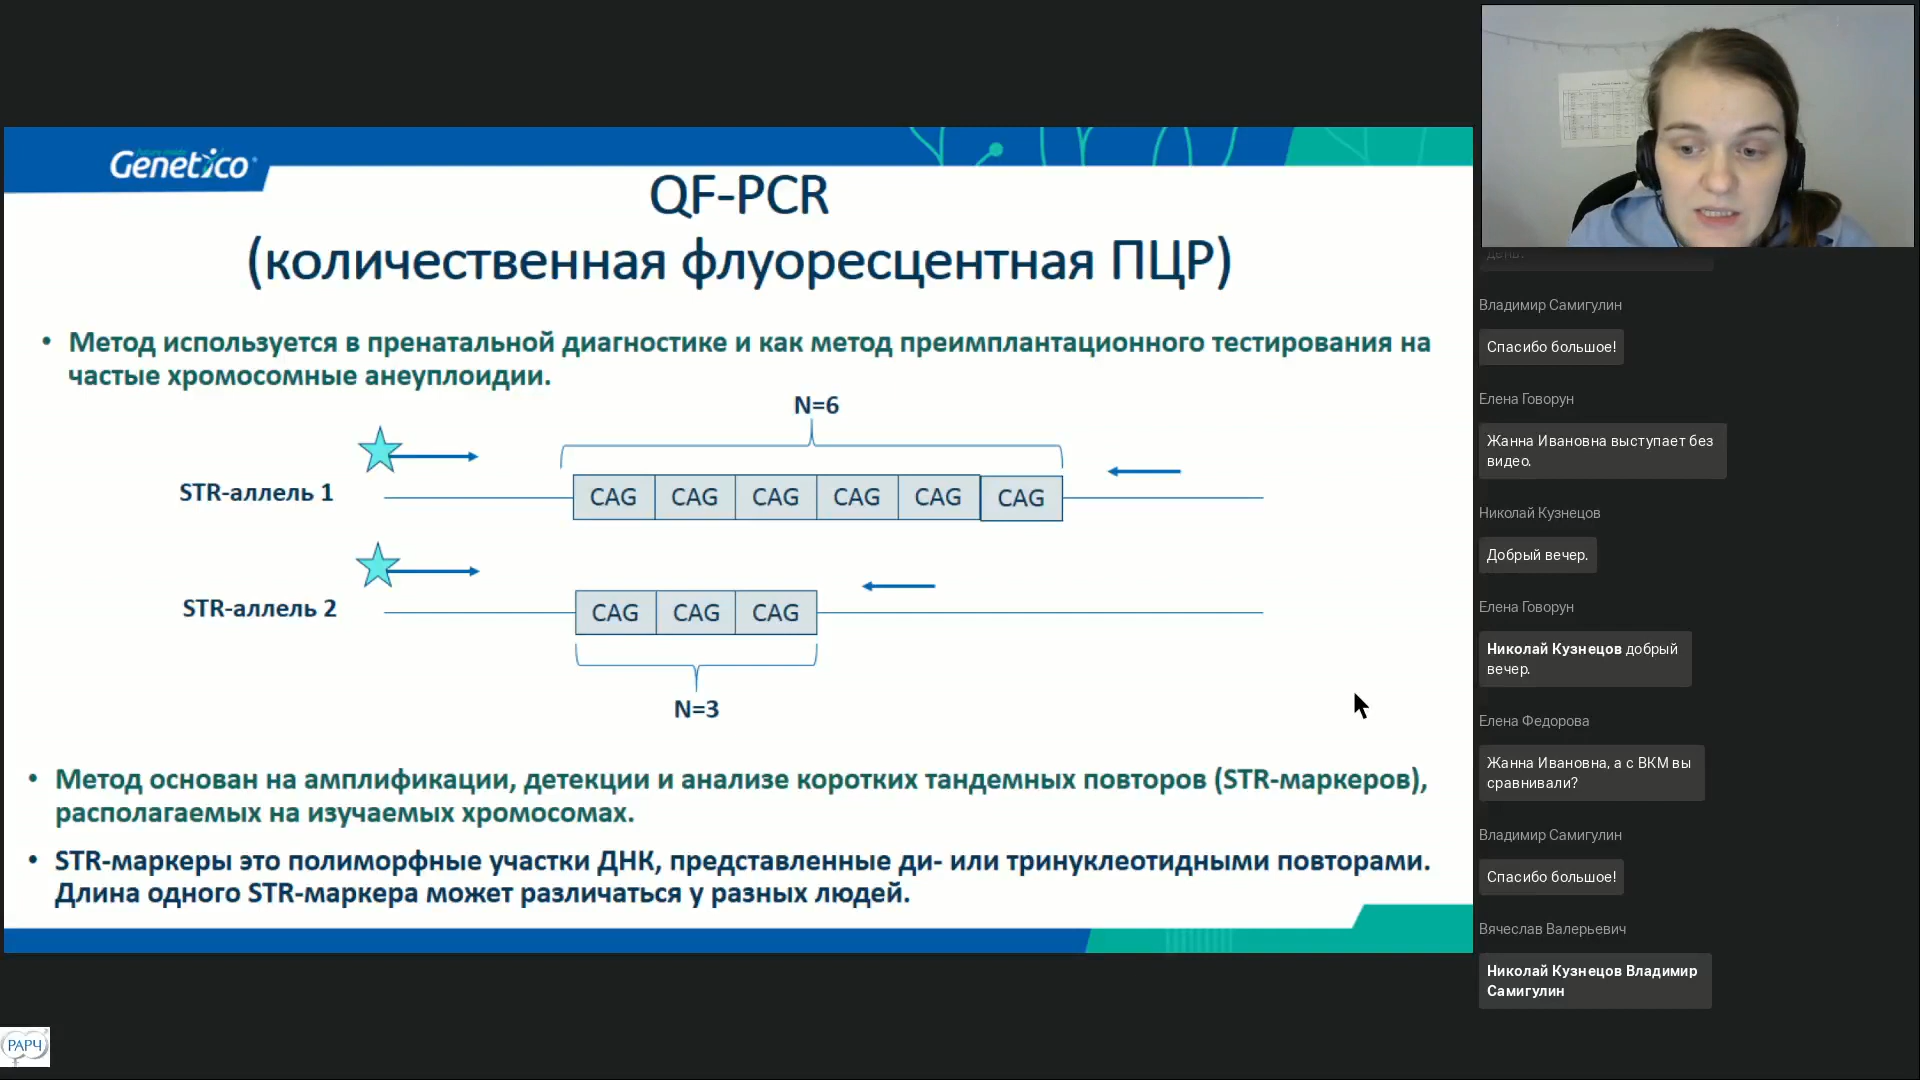 Genetico
QF-PCR
(количественная флуоресцентная ПЦР)
• Метод используется в пренатальной диагностике и как метод преимплантационного тестирования на
частые хромосомные анеуплоидии.
N=6
STR-аллель 1
CAG CAG CAG CAG CAG CAG
STR-аллель 2
CAG CAG CAG
N=3
• Метод основан на амплификации, детекции и анализе коротких тандемных повторов (STR-маркеров),
располагаемых на изучаемых хромосомах.
• STR-маркеры это полиморфные участки ДНК, представленные ди- или тринуклеотидными повторами.
Длина одного STR-маркера может различаться у разных людей.
РАРЧ
день.
Владимир Самигулин
Спасибо большое!
Елена Говорун
Жанна Ивановна выступает без
видео.
Николай Кузнецов
Добрый вечер.
Елена Говорун
Николай Кузнецов добрый
вечер.
Елена Федорова
Жанна Ивановна, а с ВКМ вы
сравнивали?
Владимир Самигулин
Спасибо большое!
Вячеслав Валерьевич
Николай Кузнецов Владимир
Самигулин